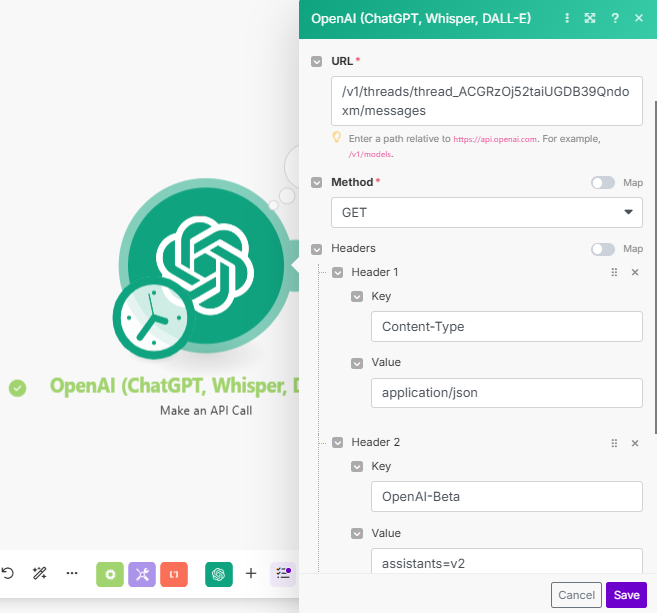 OpenAI (ChatGPT, Whisper, DALL-E)
URL*
/v1/threads/thread_ACGRzOj52taiUGDB39Qndo
xm/messages
Enter a path relative to https://api.openai.com. For example,
/v1/models.
Method*
Map
GET
Headers
Map
Header 1
Key
Content-Type
Value
application/json
Header 2
Key
OpenAI-Beta
Value
assistants=v2
Cancel
Save
OpenAI (ChatGPT, Whisper, D
Make an API Call